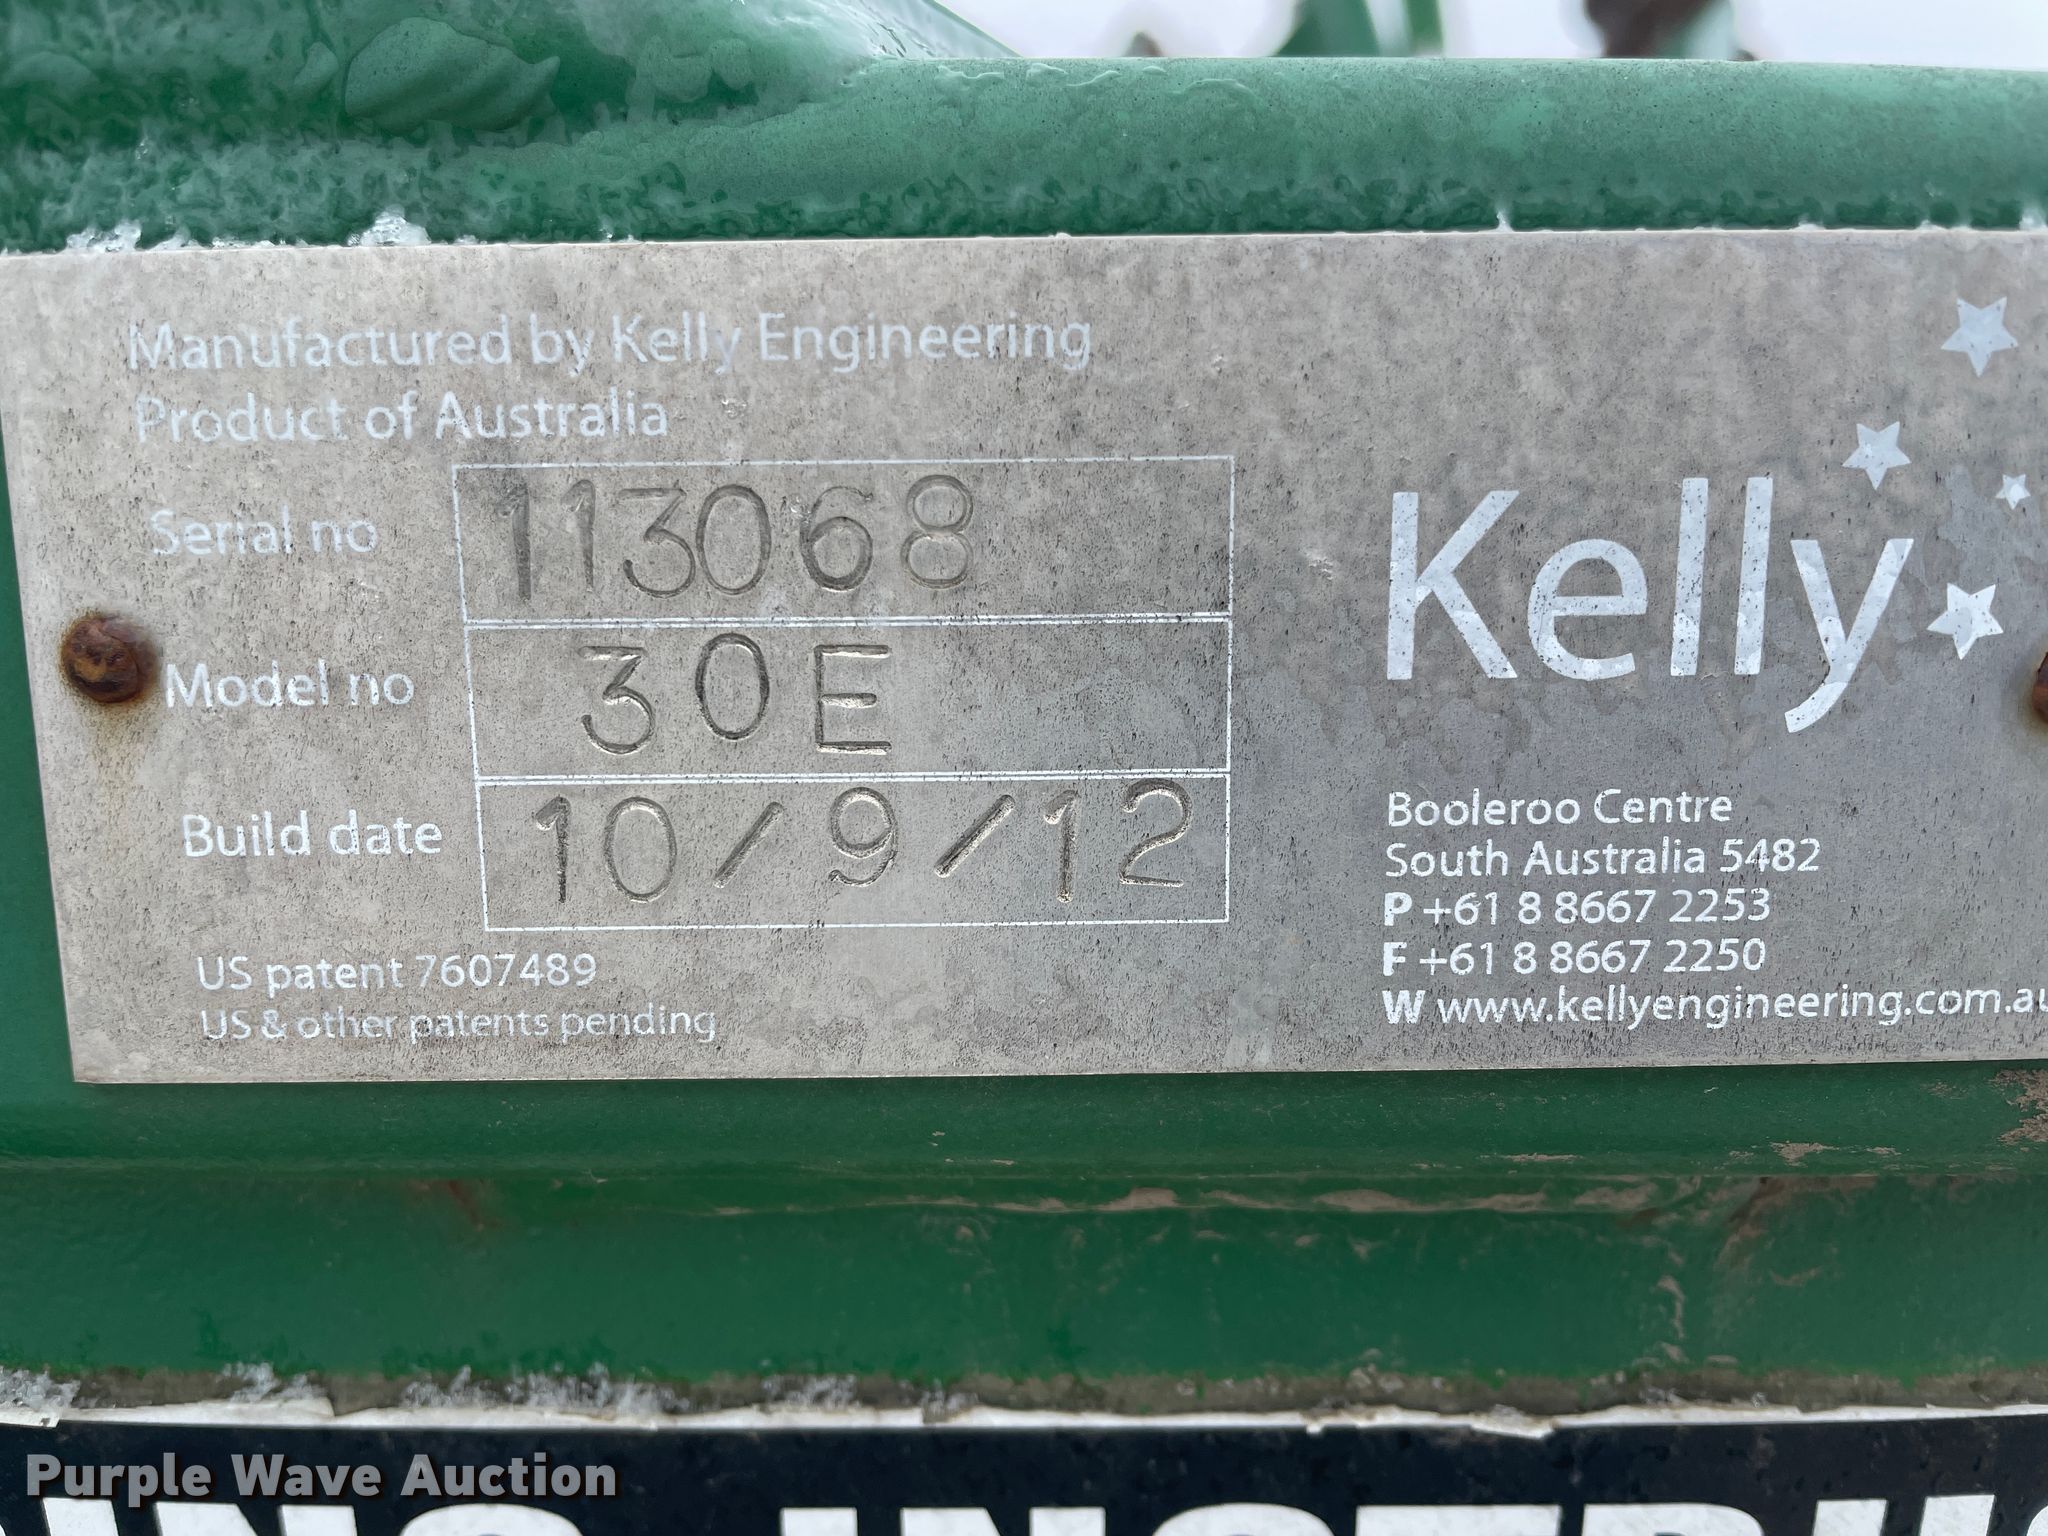 Manufactured by Kelly Engineering
Product of Australia
Serial no 113068
Model no 30E
Build date 10/9/12
US patent 7607489
US & other patents pending
Kelly
Booleroo Centre
South Australia 5482
P +61 8 8667 2253
F +61 8 8667 2250
W www.kellyengineering.com.au
Purple Wave Auction